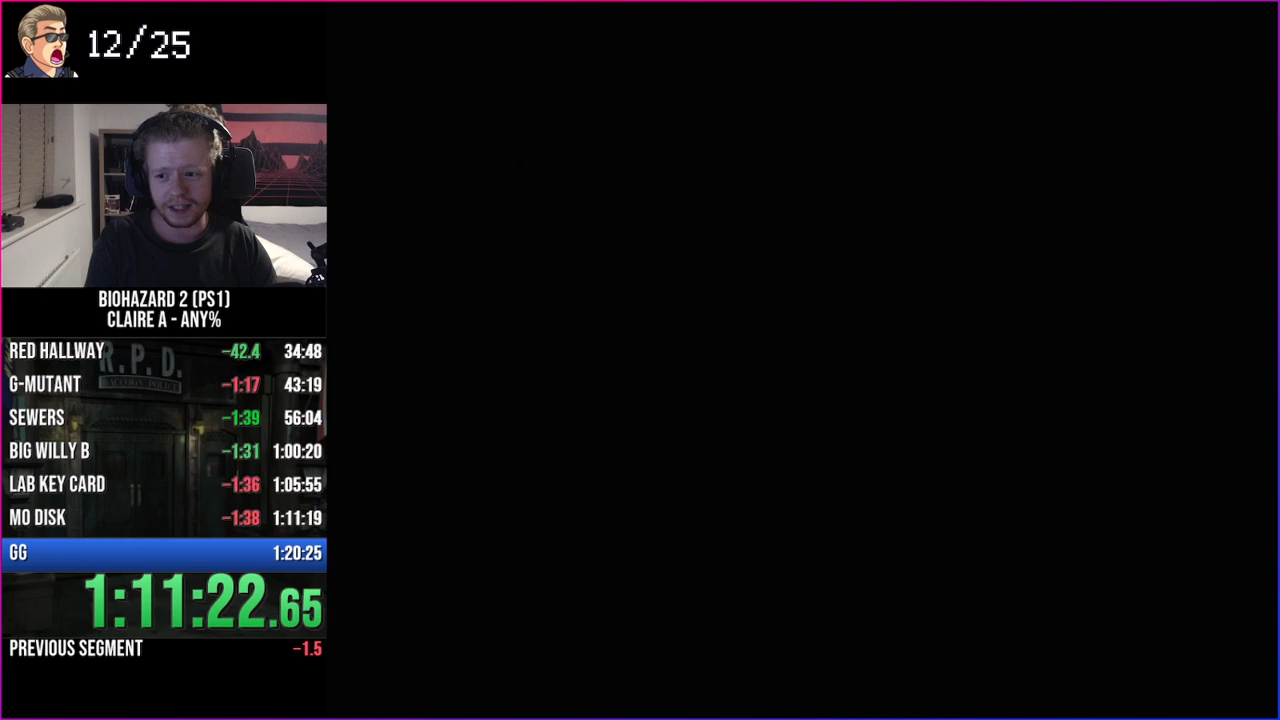 12/25
BIOHAZARD 2 (PS1)
CLAIRE A - ANY%
R.P.D.
RED HALLWAY -42.4 34:48
G-MUTANT -1:17 43:19
SEWERS -1:39 56:04
BIG WILLY B -1:31 1:00:20
LAB KEY CARD -1:36 1:05:55
MO DISK -1:38 1:11:19
GG 1:20:25
1:11:22.65
PREVIOUS SEGMENT -1.5